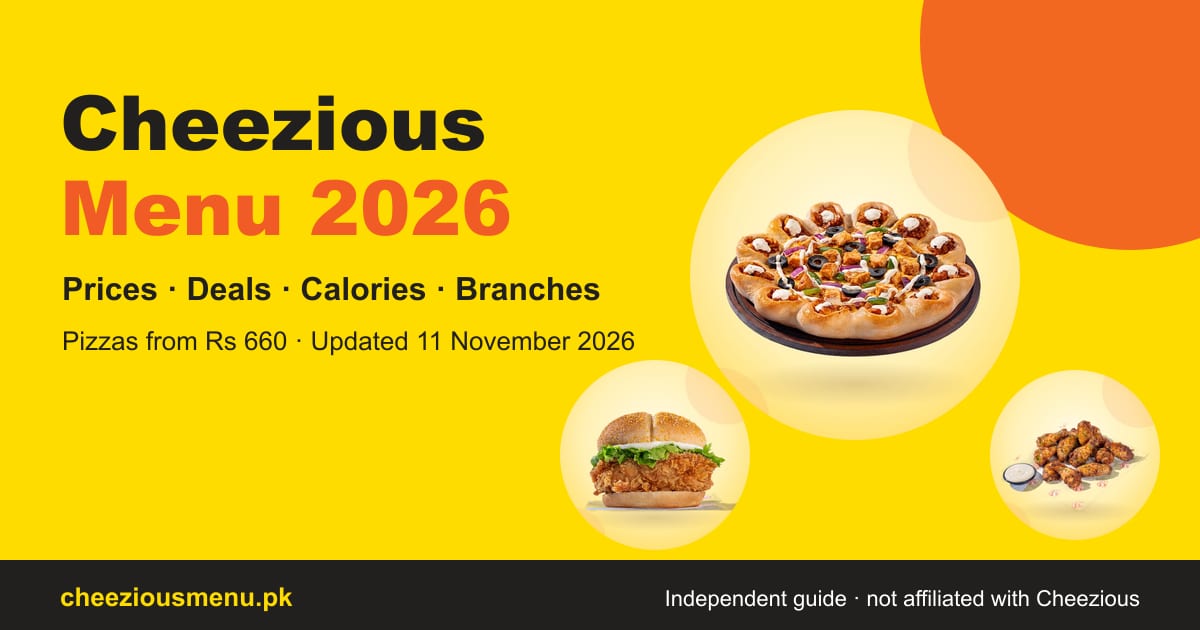 Cheezious
Menu 2026
Prices · Deals · Calories · Branches
Pizzas from Rs 660 · Updated 11 November 2026
cheeziousmenu.pk
Independent guide · not affiliated with Cheezious